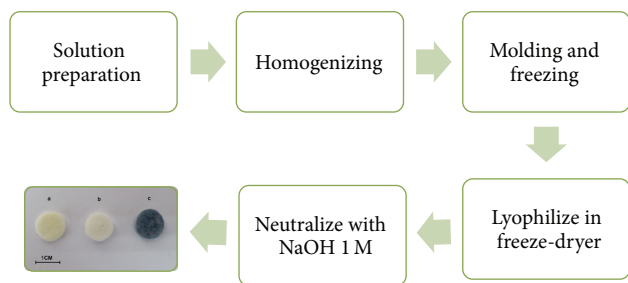 Solution
preparation
Homogenizing
Molding and
freezing
Lyophilize in
freeze-dryer
Neutralize with
NaOH 1 M
a b c
1CM